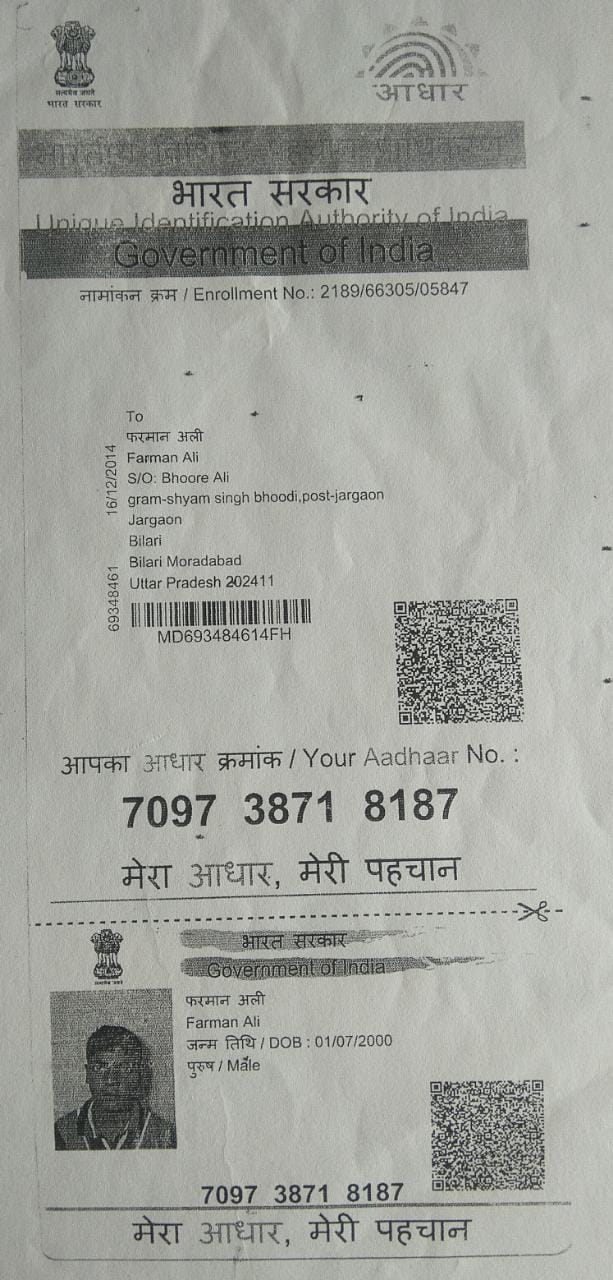 सत्यमेव जयते
भारत सरकार
आधार
भारत सरकार
Unique Identification Authority of India
Government of India
नामांकन क्रम / Enrollment No.: 2189/66305/05847
To
फरमान अली
Farman Ali
S/O: Bhoore Ali
gram-shyam singh bhoodi,post-jargaon
Jargaon
Bilari
Bilari Moradabad
Uttar Pradesh 202411
16/12/2014
69348461
MD693484614FH
आपका आधार क्रमांक / Your Aadhaar No. :
7097 3871 8187
मेरा आधार, मेरी पहचान
भारत सरकार
Government of India
फरमान अली
Farman Ali
जन्म तिथि / DOB : 01/07/2000
पुरुष / Male
7097 3871 8187
मेरा आधार, मेरी पहचान